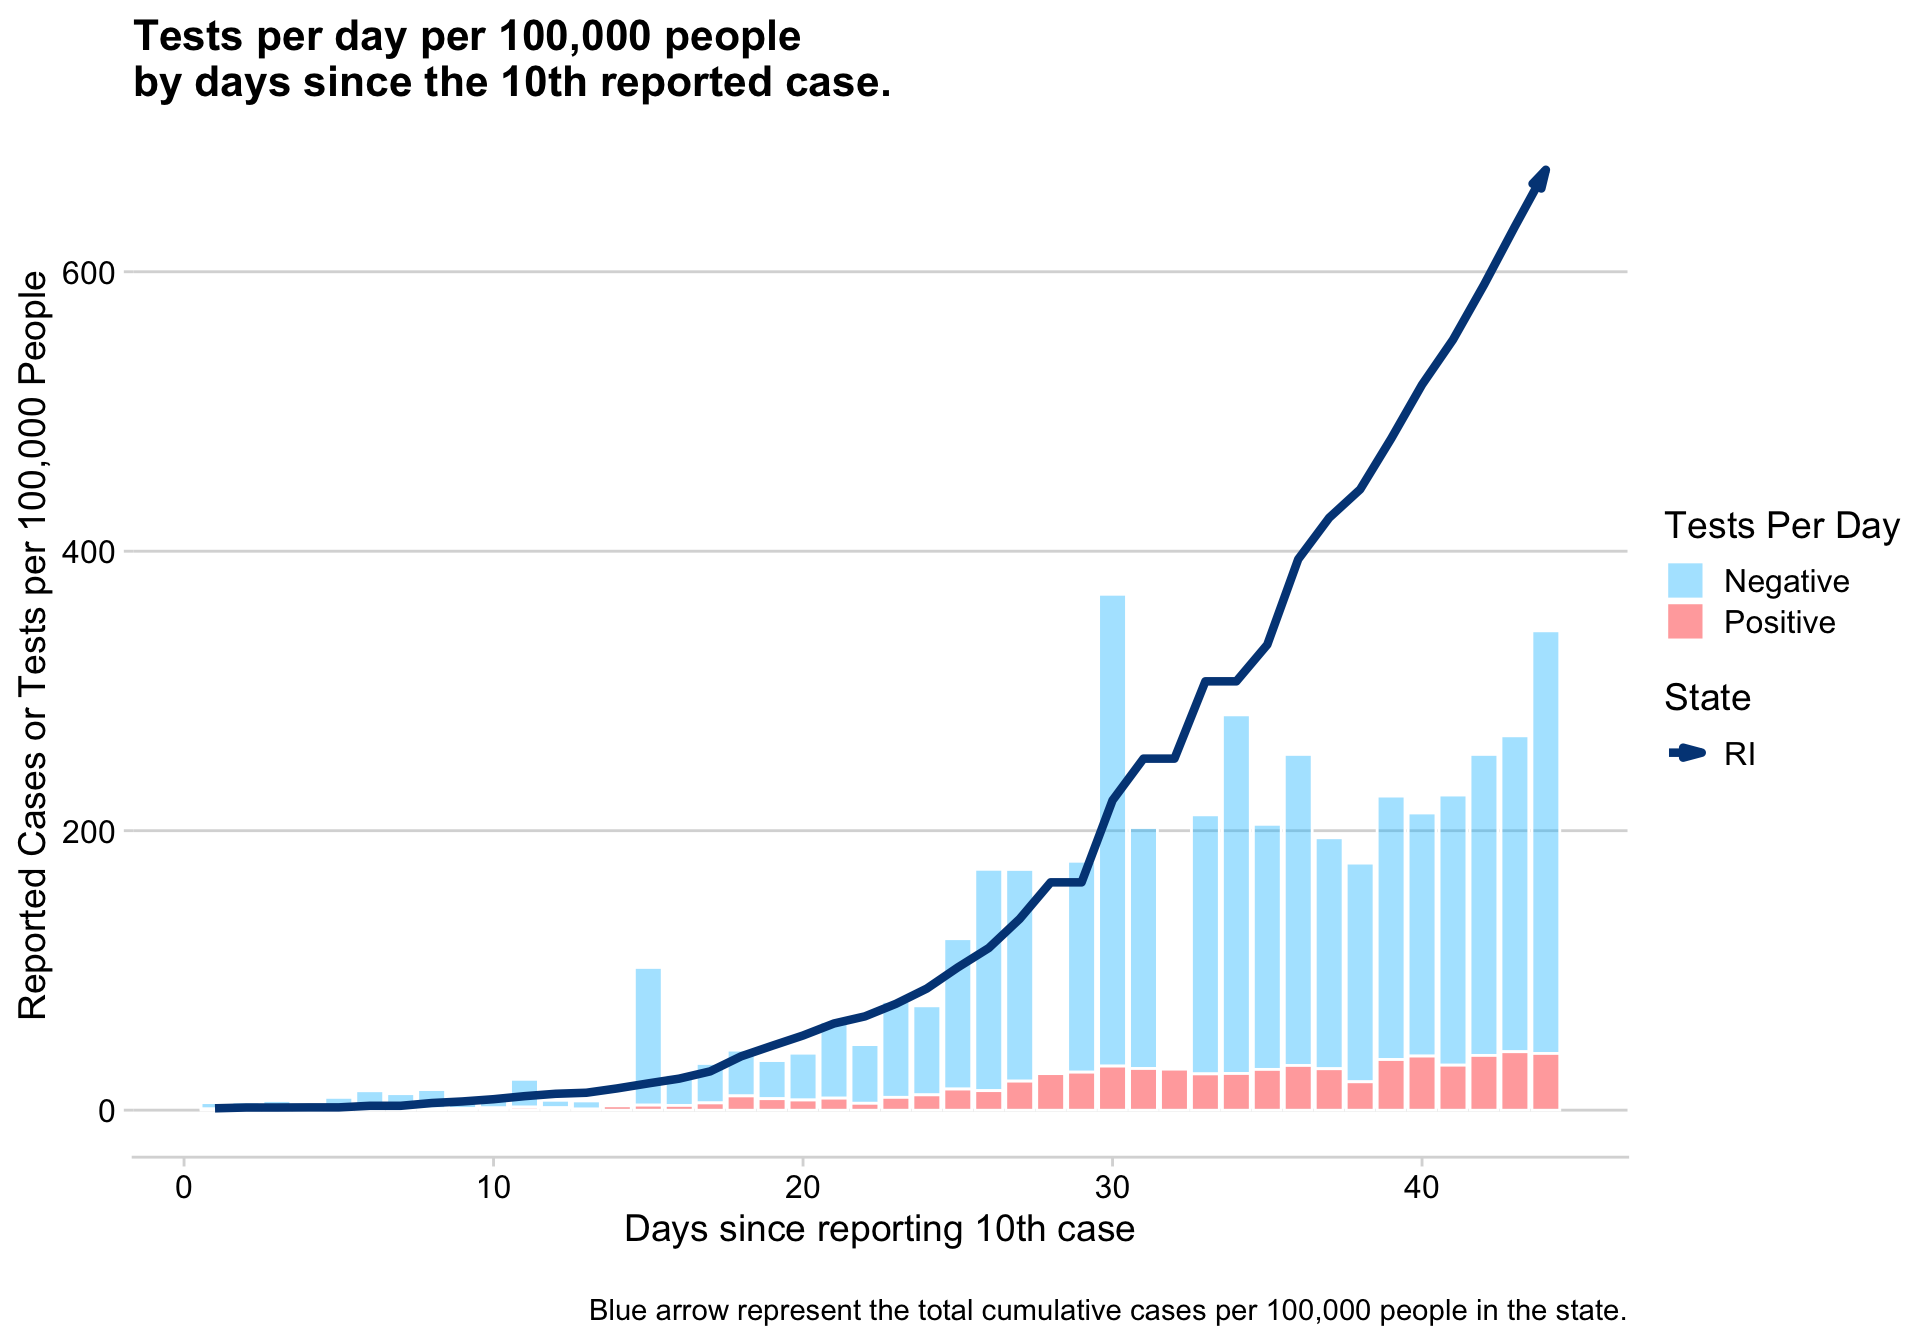 Tests per day per 100,000 people
by days since the 10th reported case.
Reported Cases or Tests per 100,000 People
600
400
200
0
0
10
20
30
40
Days since reporting 10th case
Tests Per Day
Negative
Positive
State
RI
Blue arrow represent the total cumulative cases per 100,000 people in the state.